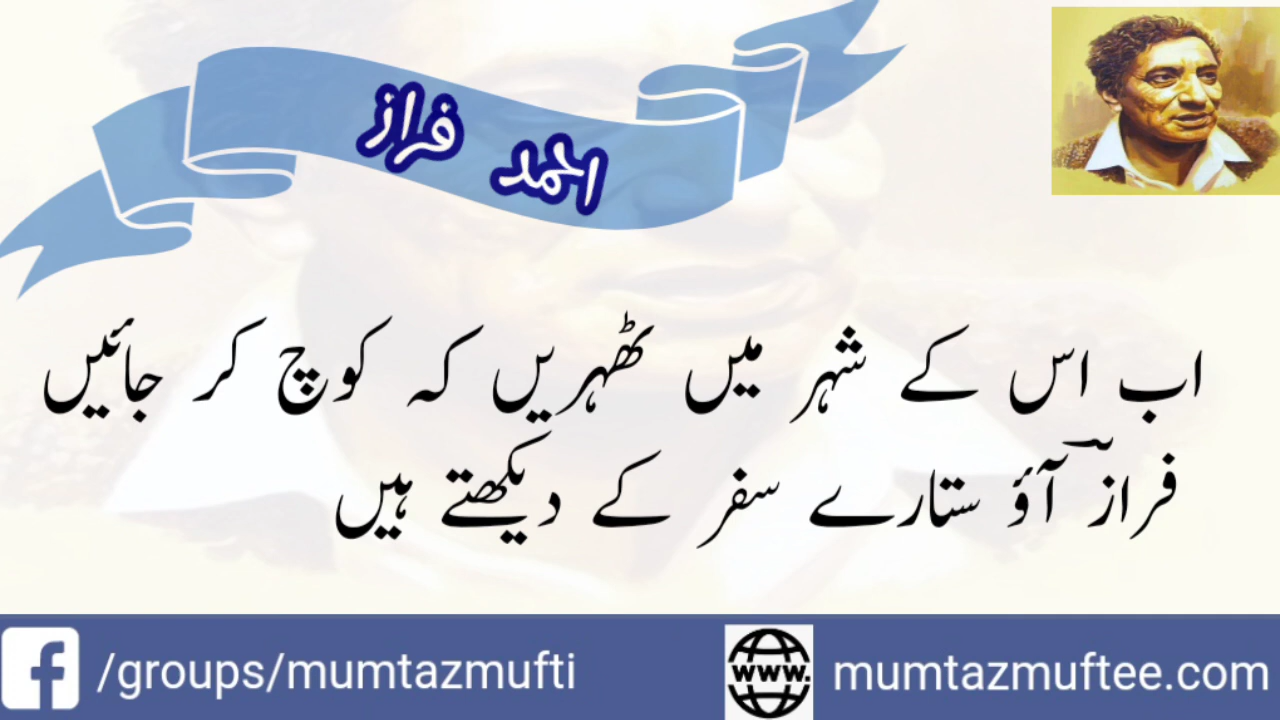 احمد فراز
اب اس کے شہر میں ٹھہریں کہ کوچ کر جائیں
فرازؔ آؤ ستارے سفر کے دیکھتے ہیں
/groups/mumtazmufti
www.
mumtazmuftee.com